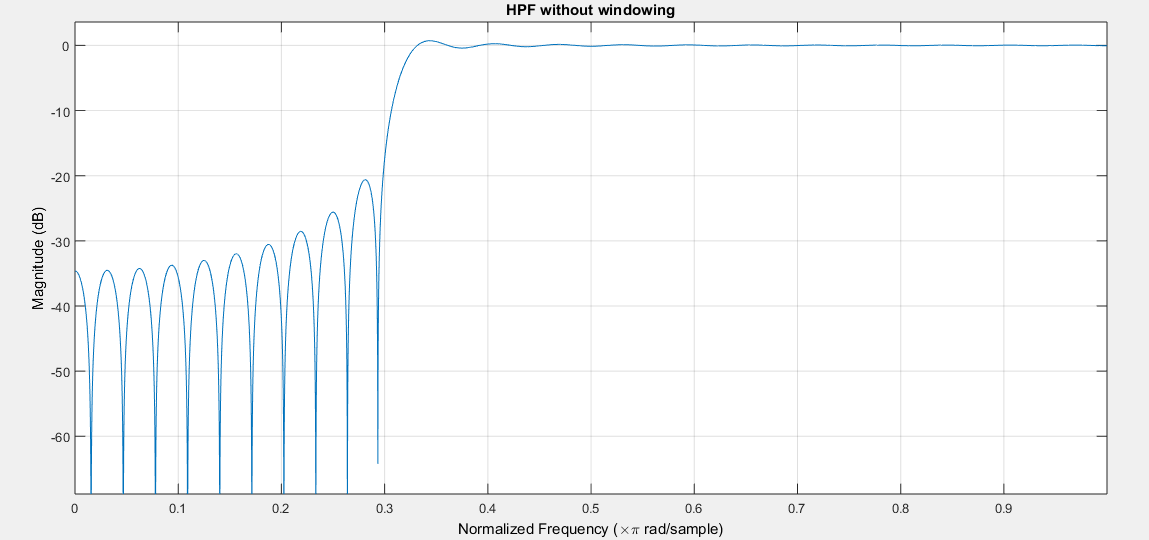 HPF without windowing
Magnitude (dB)
0
-10
-20
-30
-40
-50
-60
0 0.1 0.2 0.3 0.4 0.5 0.6 0.7 0.8 0.9
Normalized Frequency (×π rad/sample)